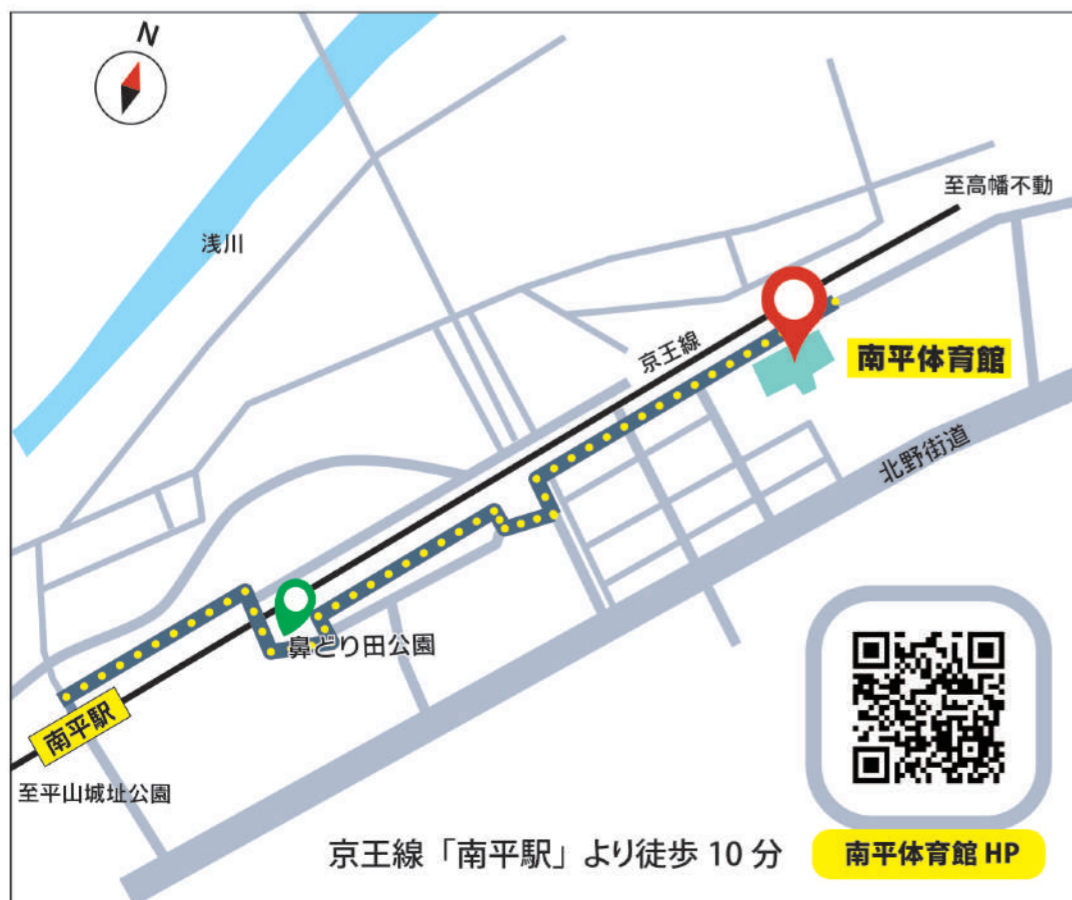 N
至高幡不動
浅川
京王線
南平体育館
北野街道
鼻どり田公園
南平駅
至平山城址公園
京王線「南平駅」より徒歩 10 分
南平体育館 HP